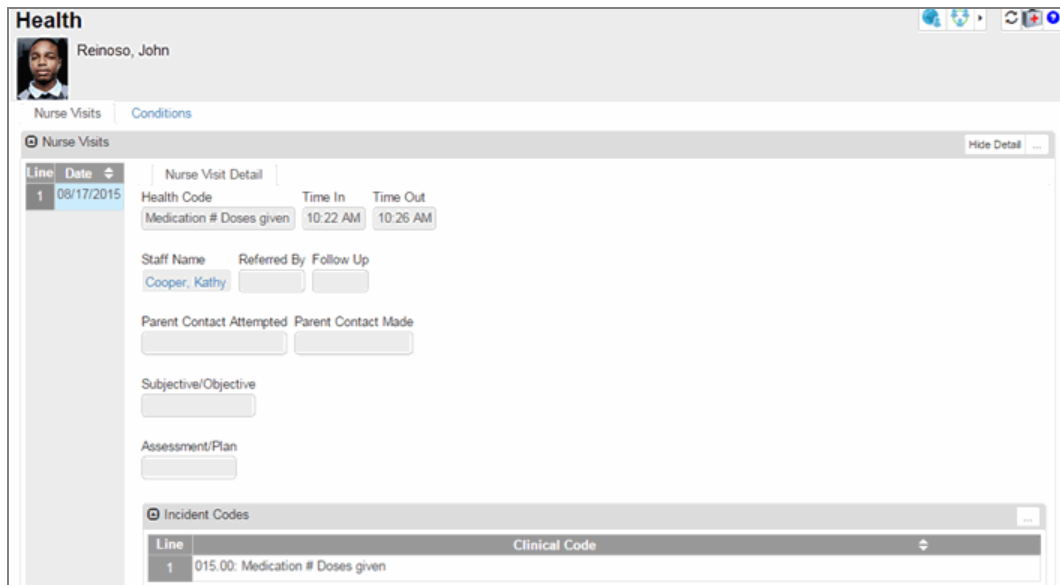 Health
Reinoso, John
Nurse Visits Conditions
Nurse Visits Hide Detail ...
Line Date Nurse Visit Detail
1 08/17/2015
Health Code Time In Time Out
Medication # Doses given 10:22 AM 10:26 AM
Staff Name Referred By Follow Up
Cooper, Kathy
Parent Contact Attempted Parent Contact Made
Subjective/Objective
Assessment/Plan
Incident Codes ...
Line Clinical Code
1 015.00: Medication # Doses given